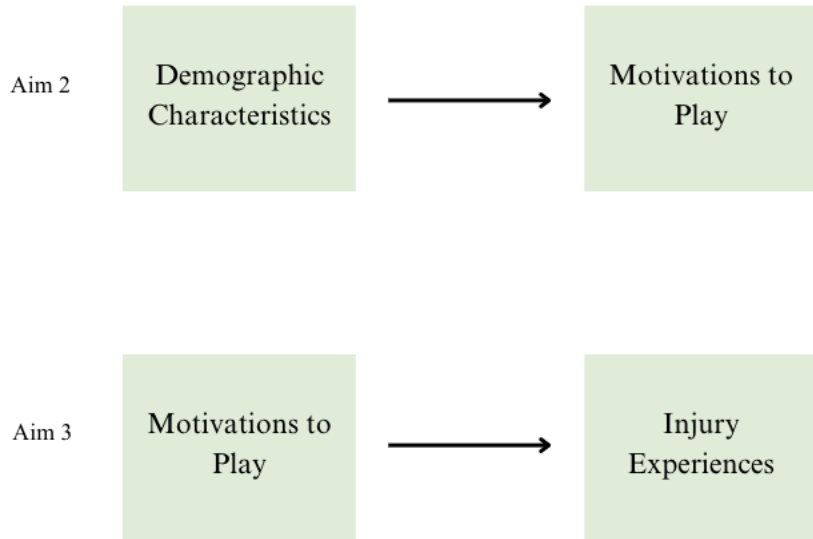 Aim 2
Demographic
Characteristics
Motivations to
Play
Aim 3
Motivations to
Play
Injury
Experiences